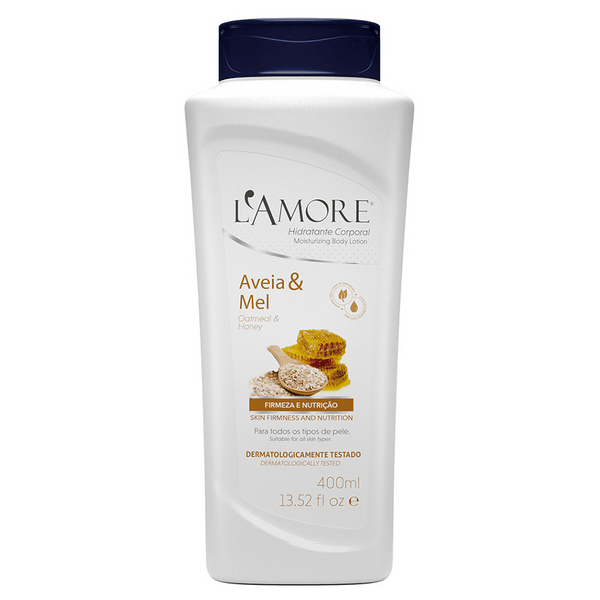 L'AMORE®
Hidratante Corporal
Moisturizing Body Lotion
Aveia &
Mel
Oatmeal &
Honey
FIRMEZA E NUTRIÇÃO
SKIN FIRMNESS AND NUTRITION
Para todos os tipos de pele.
Suitable for all skin types.
DERMATOLOGICAMENTE TESTADO
DERMATOLOGICALLY TESTED
400ml
13.52 fl oz ℮